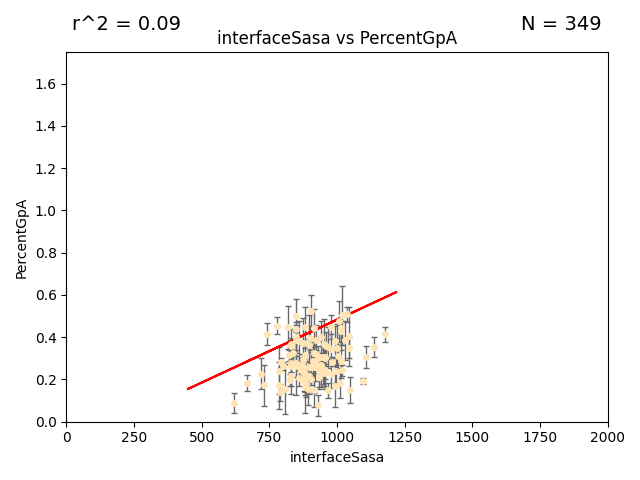 r^2 = 0.09
N = 349
interfaceSasa vs PercentGpA
PercentGpA
1.6
1.4
1.2
1.0
0.8
0.6
0.4
0.2
0.0
0 250 500 750 1000 1250 1500 1750 2000
interfaceSasa